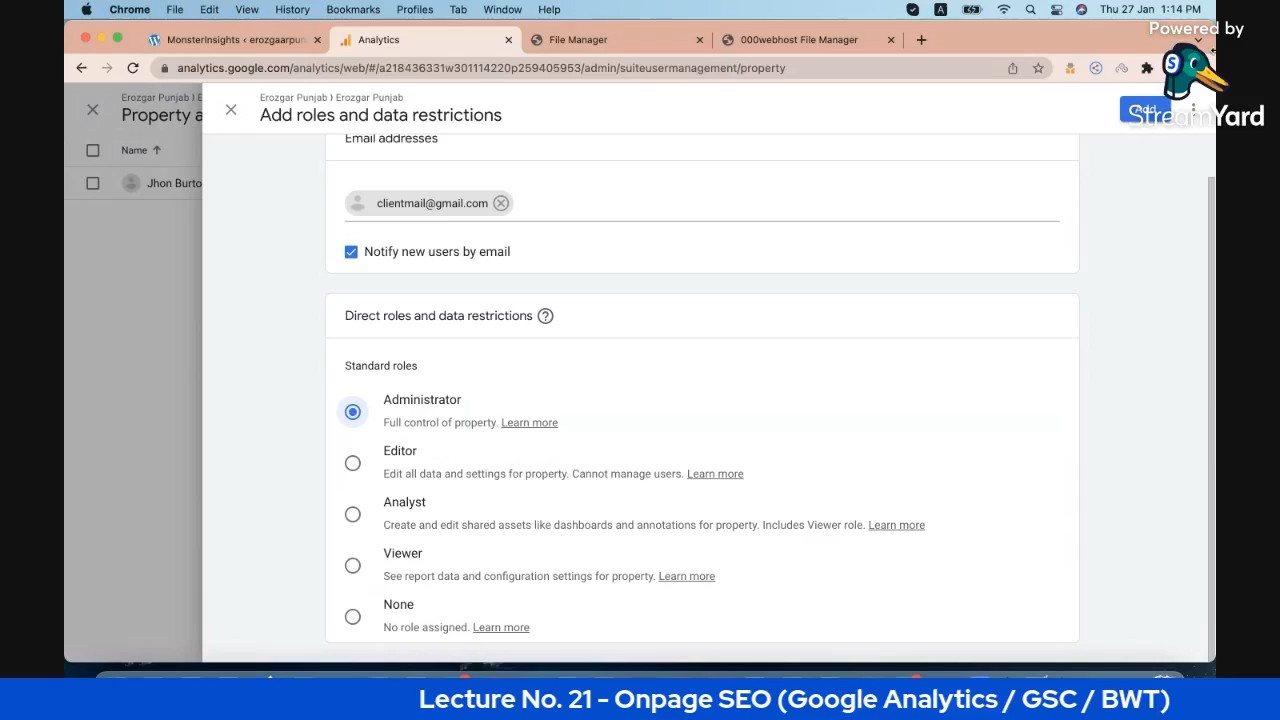 Chrome File Edit View History Bookmarks Profiles Tab Window Help A Thu 27 Jan 1:14 PM
Powered by
MonsterInsights ‹ erozgaarpun Analytics File Manager 000webhost File Manager
analytics.google.com/analytics/web/#/a218436331w301614220p259405953/admin/suiteusermanagement/property
StreamYard
Erozgar Punjab › E
Property a
Name
Jhon Burto
Erozgar Punjab › Erozgar Punjab
Add roles and data restrictions
Add
Email addresses
clientmail@gmail.com
Notify new users by email
Direct roles and data restrictions
Standard roles
Administrator
Full control of property. Learn more
Editor
Edit all data and settings for property. Cannot manage users. Learn more
Analyst
Create and edit shared assets like dashboards and annotations for property. Includes Viewer role. Learn more
Viewer
See report data and configuration settings for property. Learn more
None
No role assigned. Learn more
Lecture No. 21 - Onpage SEO (Google Analytics / GSC / BWT)